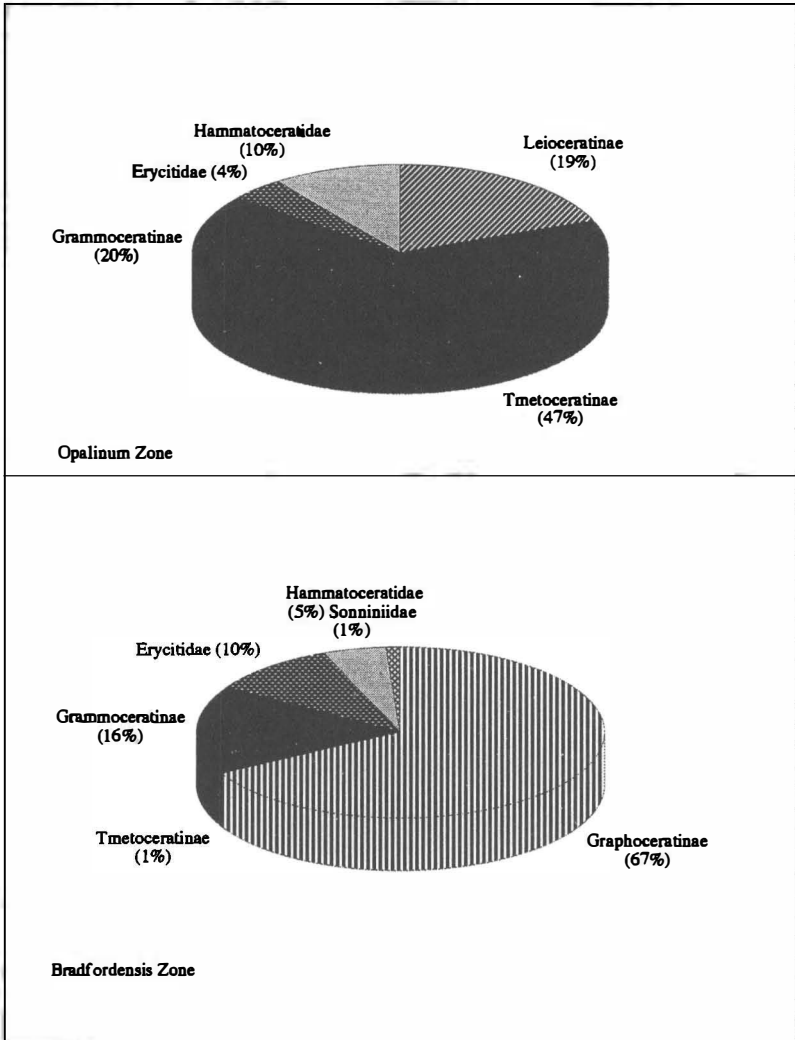 Hammatoceratidae
(10%)
Leioceratinae
(19%)
Erycitidae (4%)
Grammoceratinae
(20%)
Tmetoceratinae
(47%)
Opalinum Zone
Hammatoceratidae
(5%) Sonniniidae
(1%)
Erycitidae (10%)
Grammoceratinae
(16%)
Tmetoceratinae
(1%)
Graphoceratinae
(67%)
Bradfordensis Zone